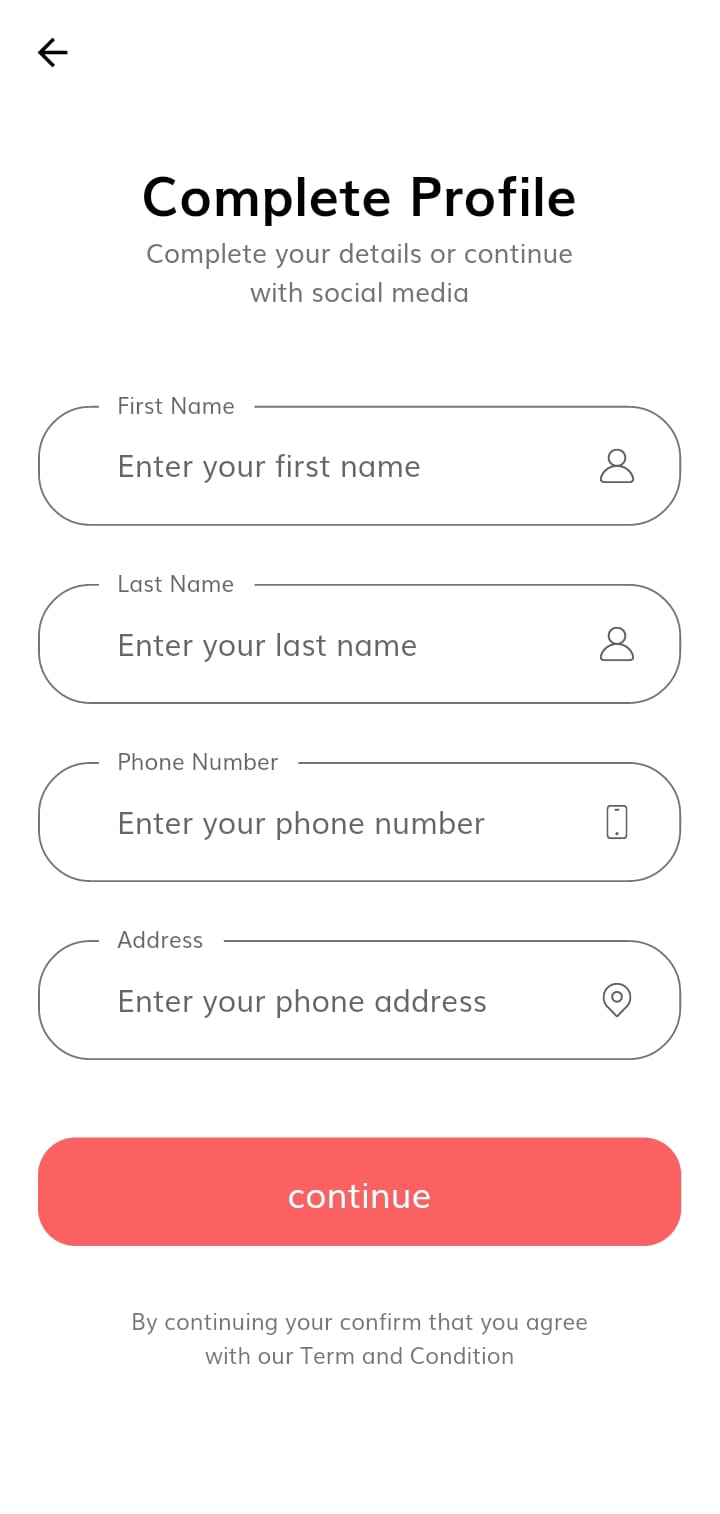 Complete Profile
Complete your details or continue
with social media
First Name
Enter your first name
Last Name
Enter your last name
Phone Number
Enter your phone number
Address
Enter your phone address
continue
By continuing your confirm that you agree
with our Term and Condition